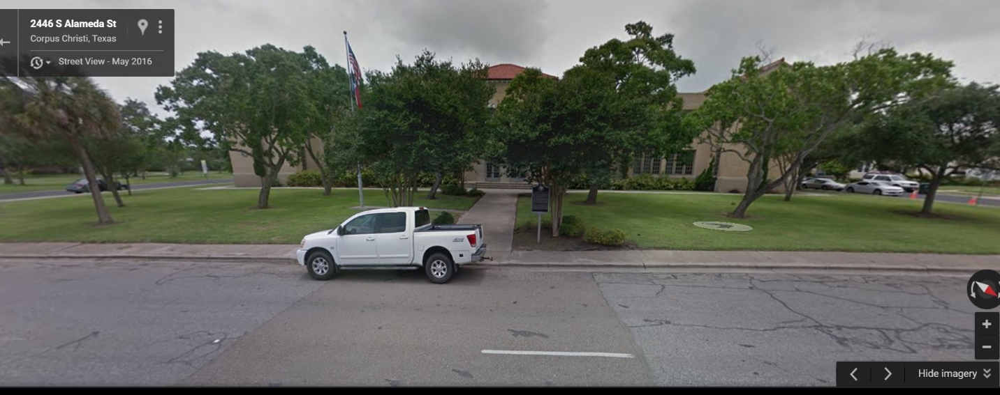 2446 S Alameda St
Corpus Christi, Texas
Street View - May 2016
Hide imagery